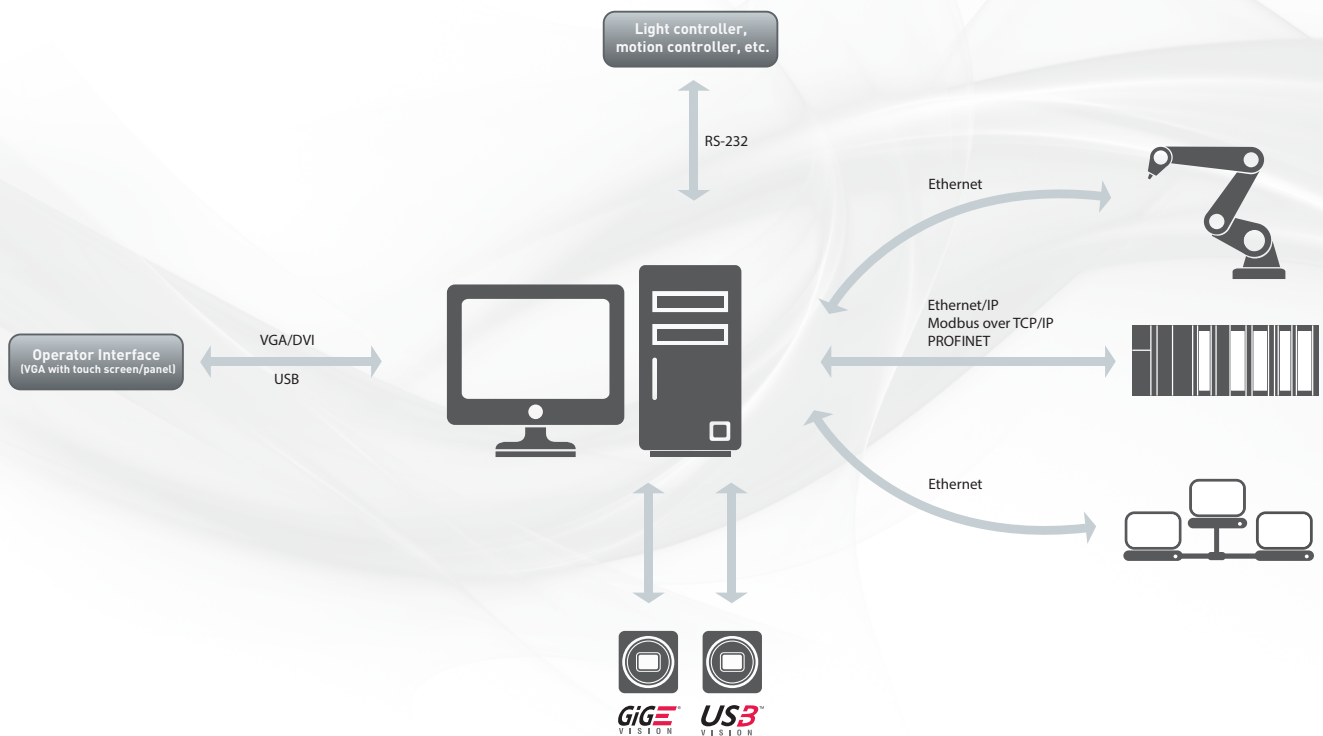 Light controller,
motion controller, etc.
RS-232
Ethernet
Ethernet/IP
Modbus over TCP/IP
PROFINET
Operator Interface
(VGA with touch screen/panel)
VGA/DVI
USB
Ethernet
GiGE
VISION
USB3™
VISION